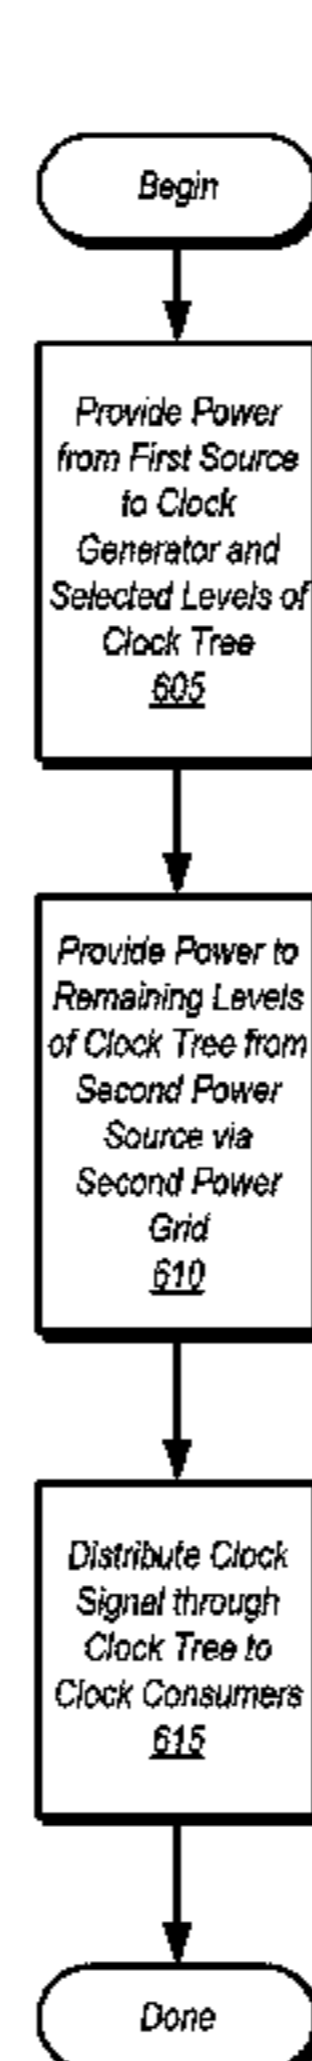 Begin
Provide Power
from First Source
to Clock
Generator and
Selected Levels of
Clock Tree
605
Provide Power to
Remaining Levels
of Clock Tree from
Second Power
Source via
Second Power
Grid
610
Distribute Clock
Signal through
Clock Tree to
Clock Consumers
615
Done